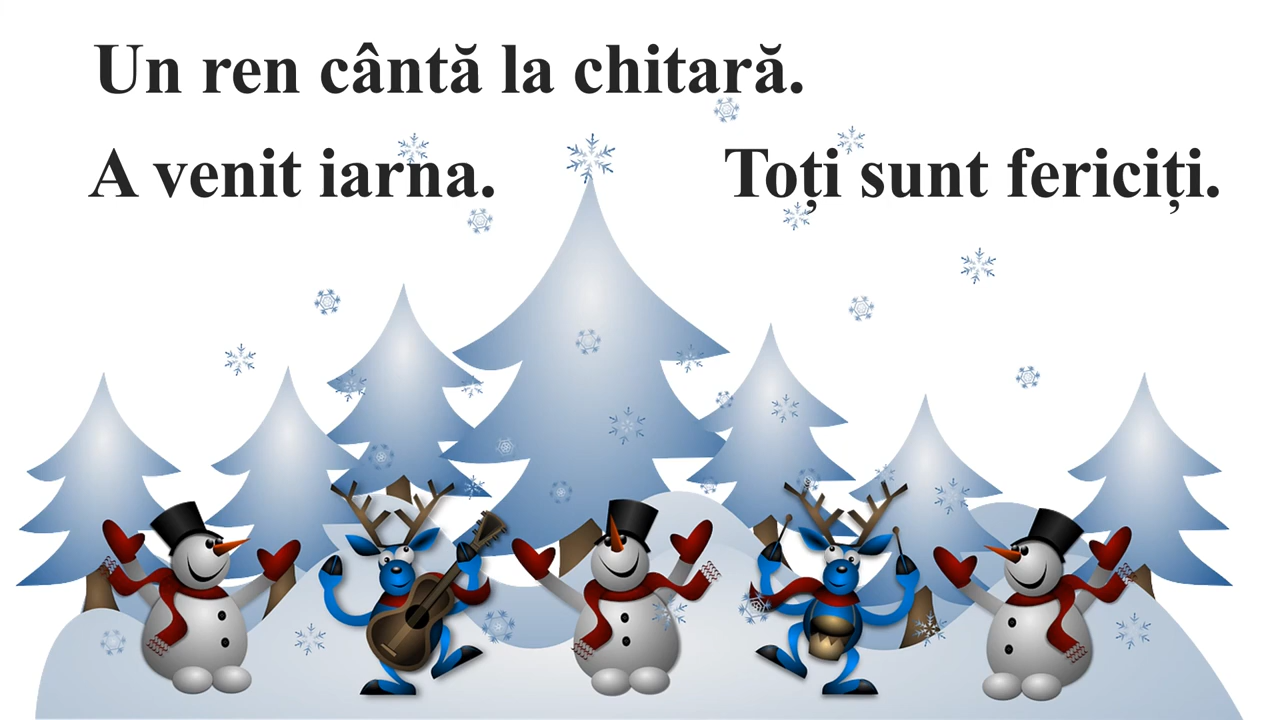 Un ren cântă la chitară.
A venit iarna. Toți sunt fericiți.